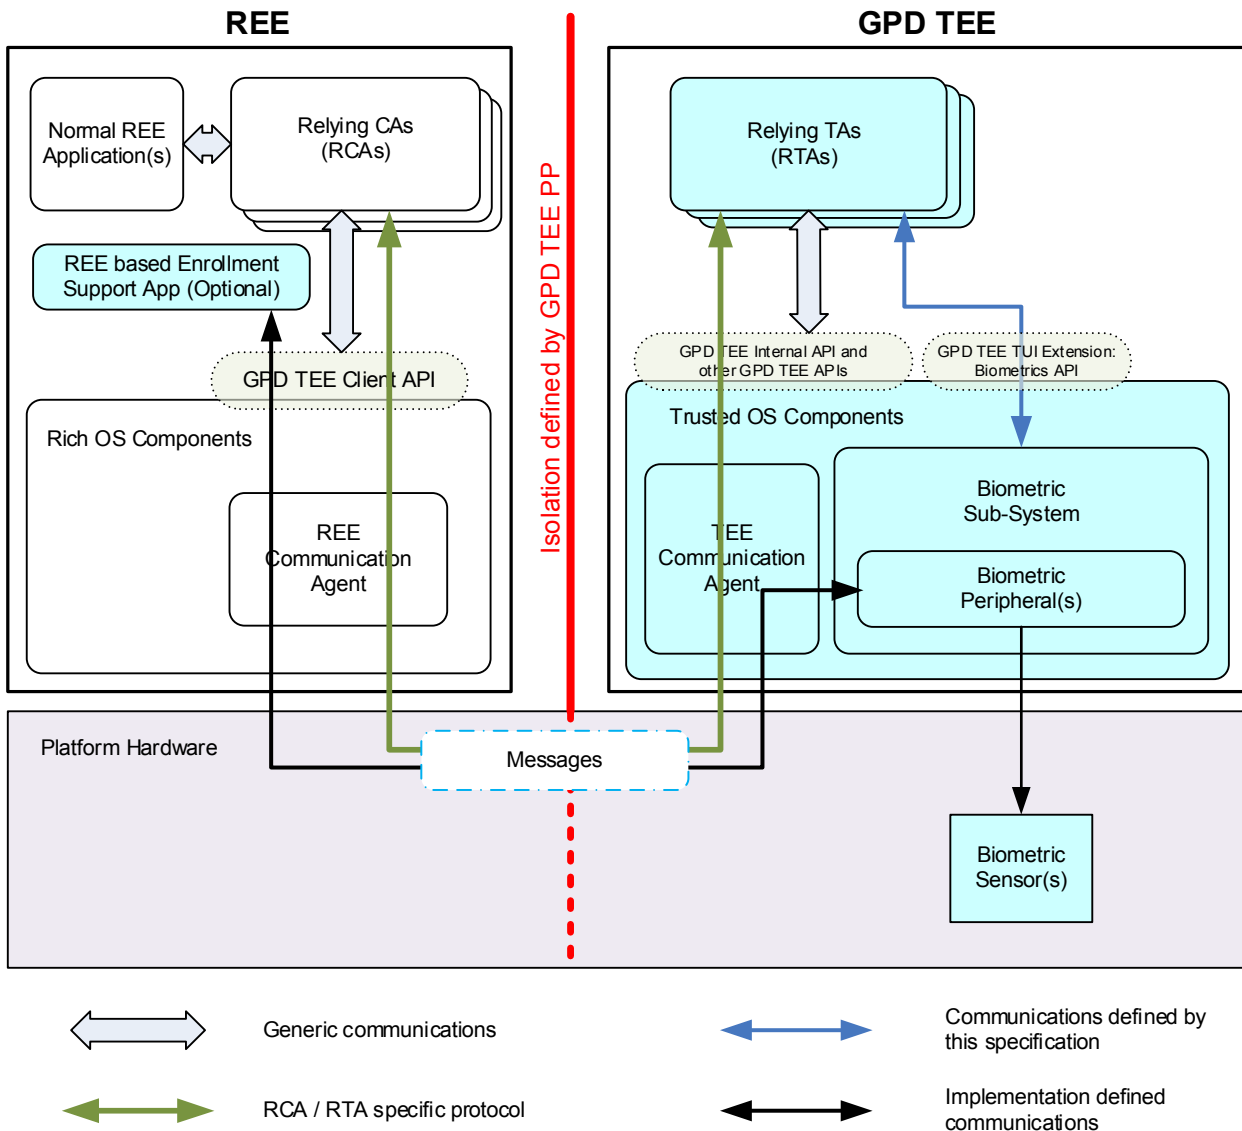 REE
GPD TEE
Normal REE
Application(s)
Relying CAs
(RCAs)
Relying TAs
(RTAs)
REE based Enrollment
Support App (Optional)
Isolation defined by GPD TEE PP
GPD TEE Client API
GPD TEE Internal API and
other GPD TEE APIs
GPD TEE TUI Extension:
Biometrics API
Rich OS Components
Trusted OS Components
REE
Communication
Agent
TEE
Communication
Agent
Biometric
Sub-System
Biometric
Peripheral(s)
Platform Hardware
Messages
Biometric
Sensor(s)
Generic communications
Communications defined by
this specification
RCA / RTA specific protocol
Implementation defined
communications